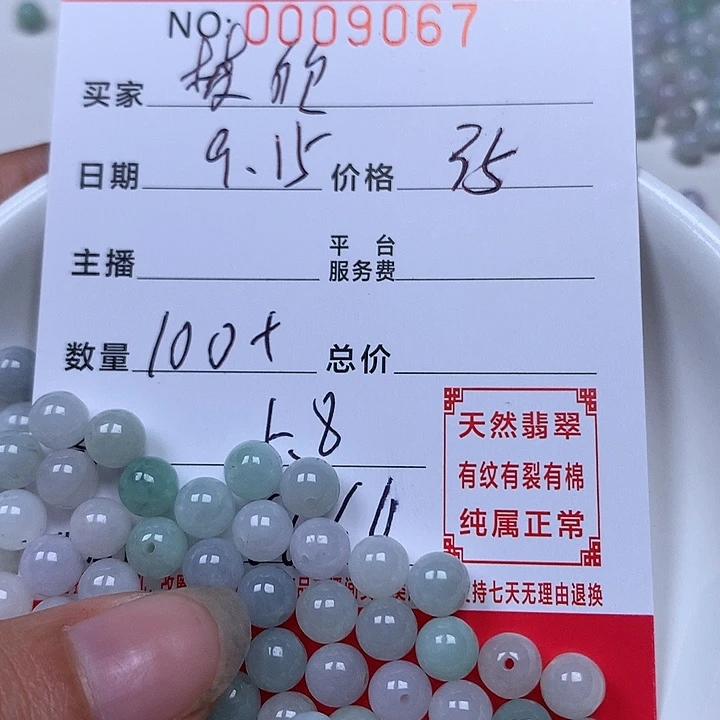 NO: 0009067
买家
日期 9.15 价格 35
主播 平台服务费
数量 100+ 总价
5.8
天然翡翠
有纹有裂有棉
纯属正常
持七天无理由退换